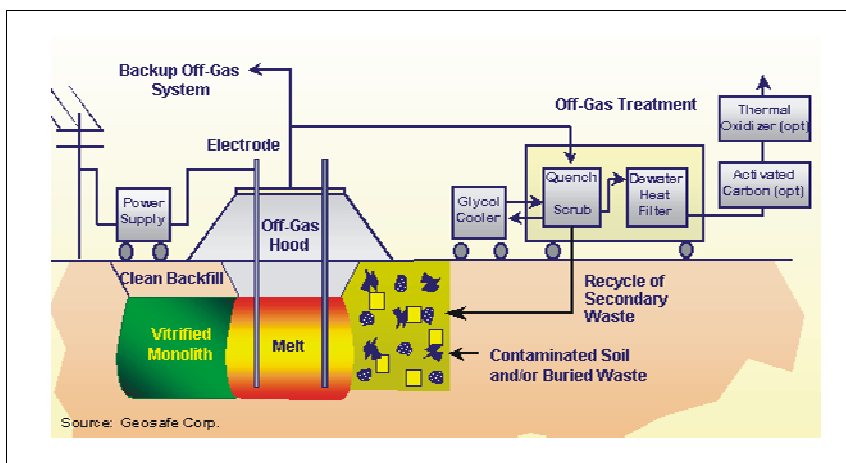 Backup Off-Gas
System
Off-Gas Treatment
Thermal
Oxidizer (opt)
Electrode
Power
Supply
Off-Gas
Hood
Glycol
Cooler
Quench
Scrub
Dewater
Heat
Filter
Activated
Carbon (opt)
Clean Backfill
Vitrified
Monolith
Melt
Recycle of
Secondary
Waste
Contaminated Soil
and/or Buried Waste
Source: Geosafe Corp.